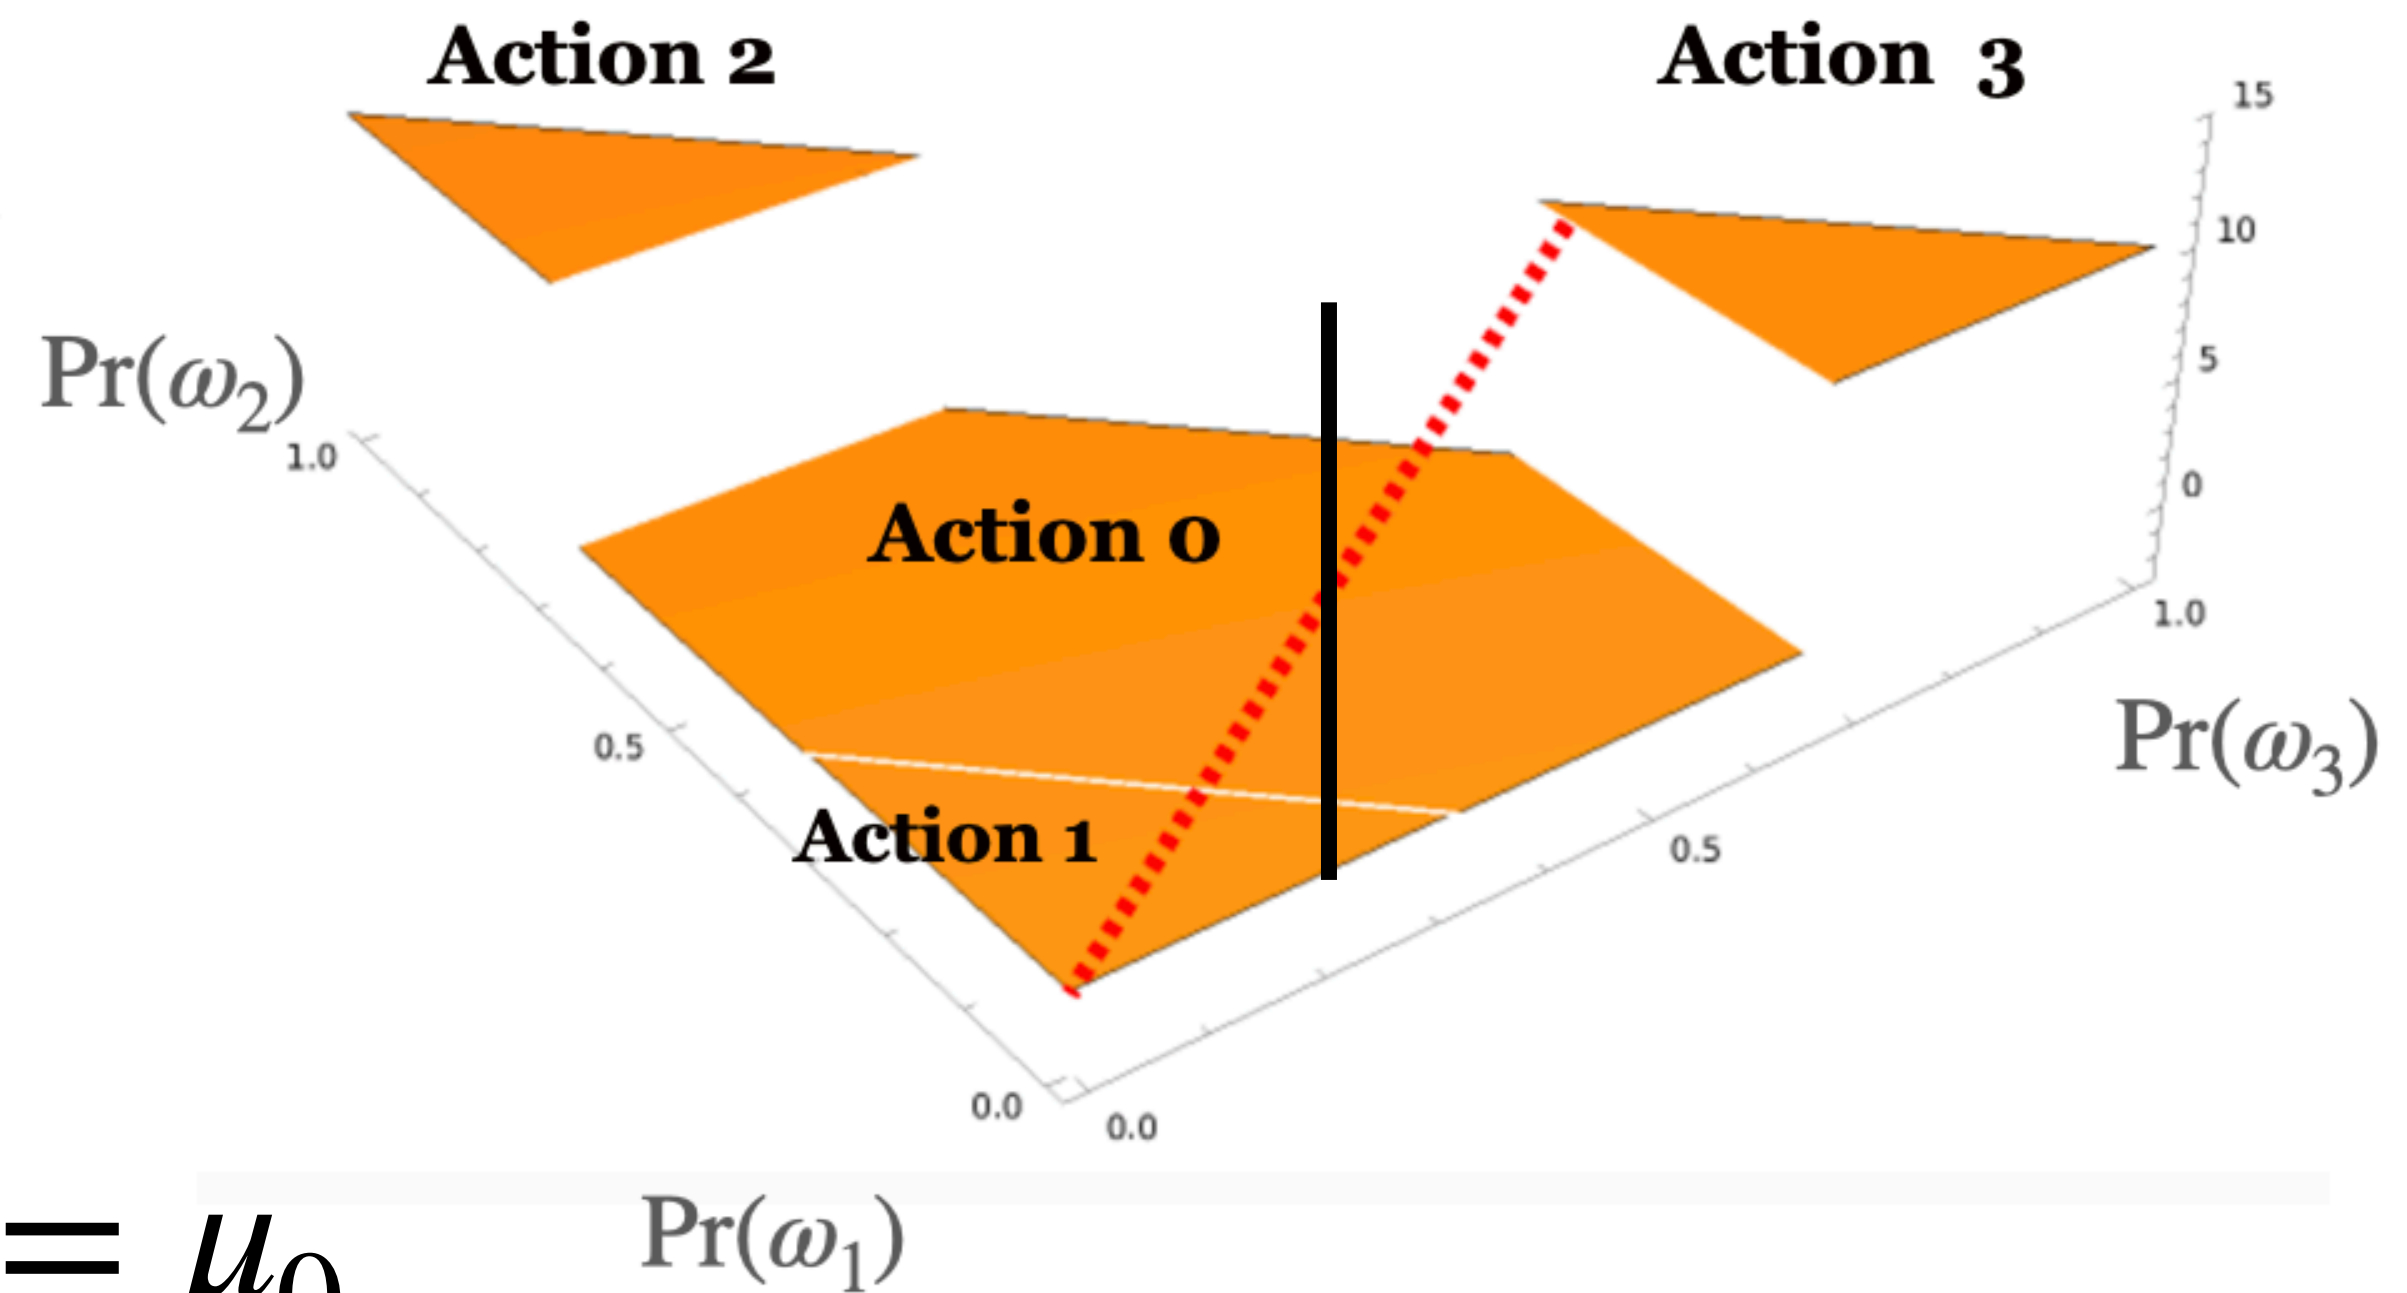 Action 2
Action 3
15
10
Pr(ω₂)
5
1.0
0
Action 0
1.0
Pr(ω₃)
0.5
Action 1
0.5
0.0
0.0
= μ₀
Pr(ω₁)